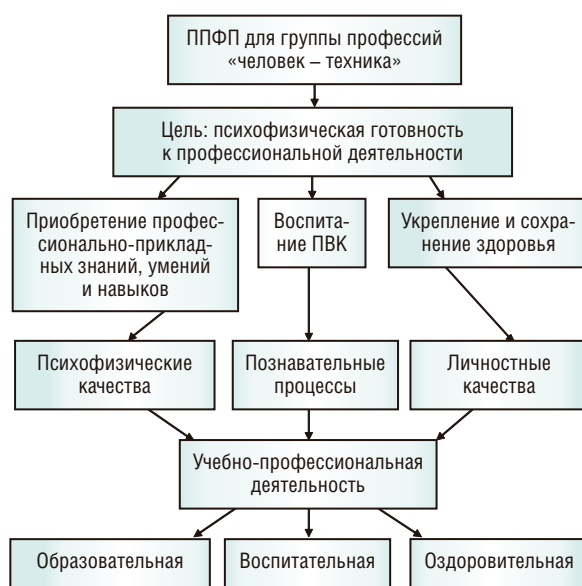 ППФП для группы профессий
«человек – техника»
Цель: психофизическая готовность
к профессиональной деятельности
Приобретение профес-
сионально-приклад-
ных знаний, умений
и навыков
Воспита-
ние ПВК
Укрепление и сохра-
нение здоровья
Психофизические
качества
Познавательные
процессы
Личностные
качества
Учебно-профессиональная
деятельность
Образовательная
Воспитательная
Оздоровительная